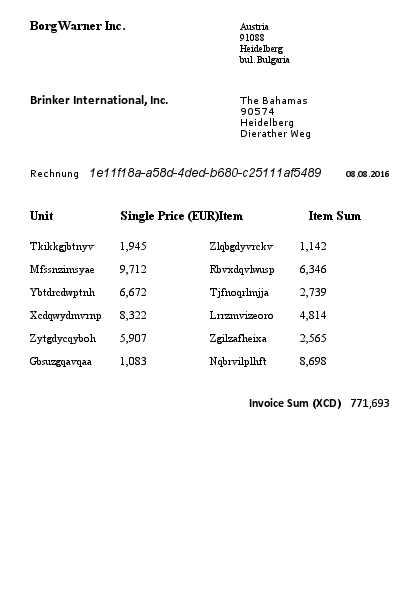 BorgWarner Inc.
Austria
91088
Heidelberg
bul. Bulgaria
Brinker International, Inc.
The Bahamas
90574
Heidelberg
Dierather Weg
Rechnung 1e11f18a-a58d-4ded-b680-c25111af5489 08.08.2016
Unit Single Price (EUR)Item Item Sum
Tkikkgjbtnyv 1,945 Zlqbgdyvrckv 1,142
Mfssnzimsyae 9,712 Rbvxdqvlwusp 6,346
Ybtdrcdwptnh 6,672 Tjfnoqrlmjja 2,739
Xcdqwydmvrnp 8,322 Lrrzmvizeoro 4,814
Zytgdycqyboh 5,907 Zgilzafheixa 2,565
Gbsuzgqavqaa 1,083 Nqbrvilplhft 8,698
Invoice Sum (XCD) 771,693